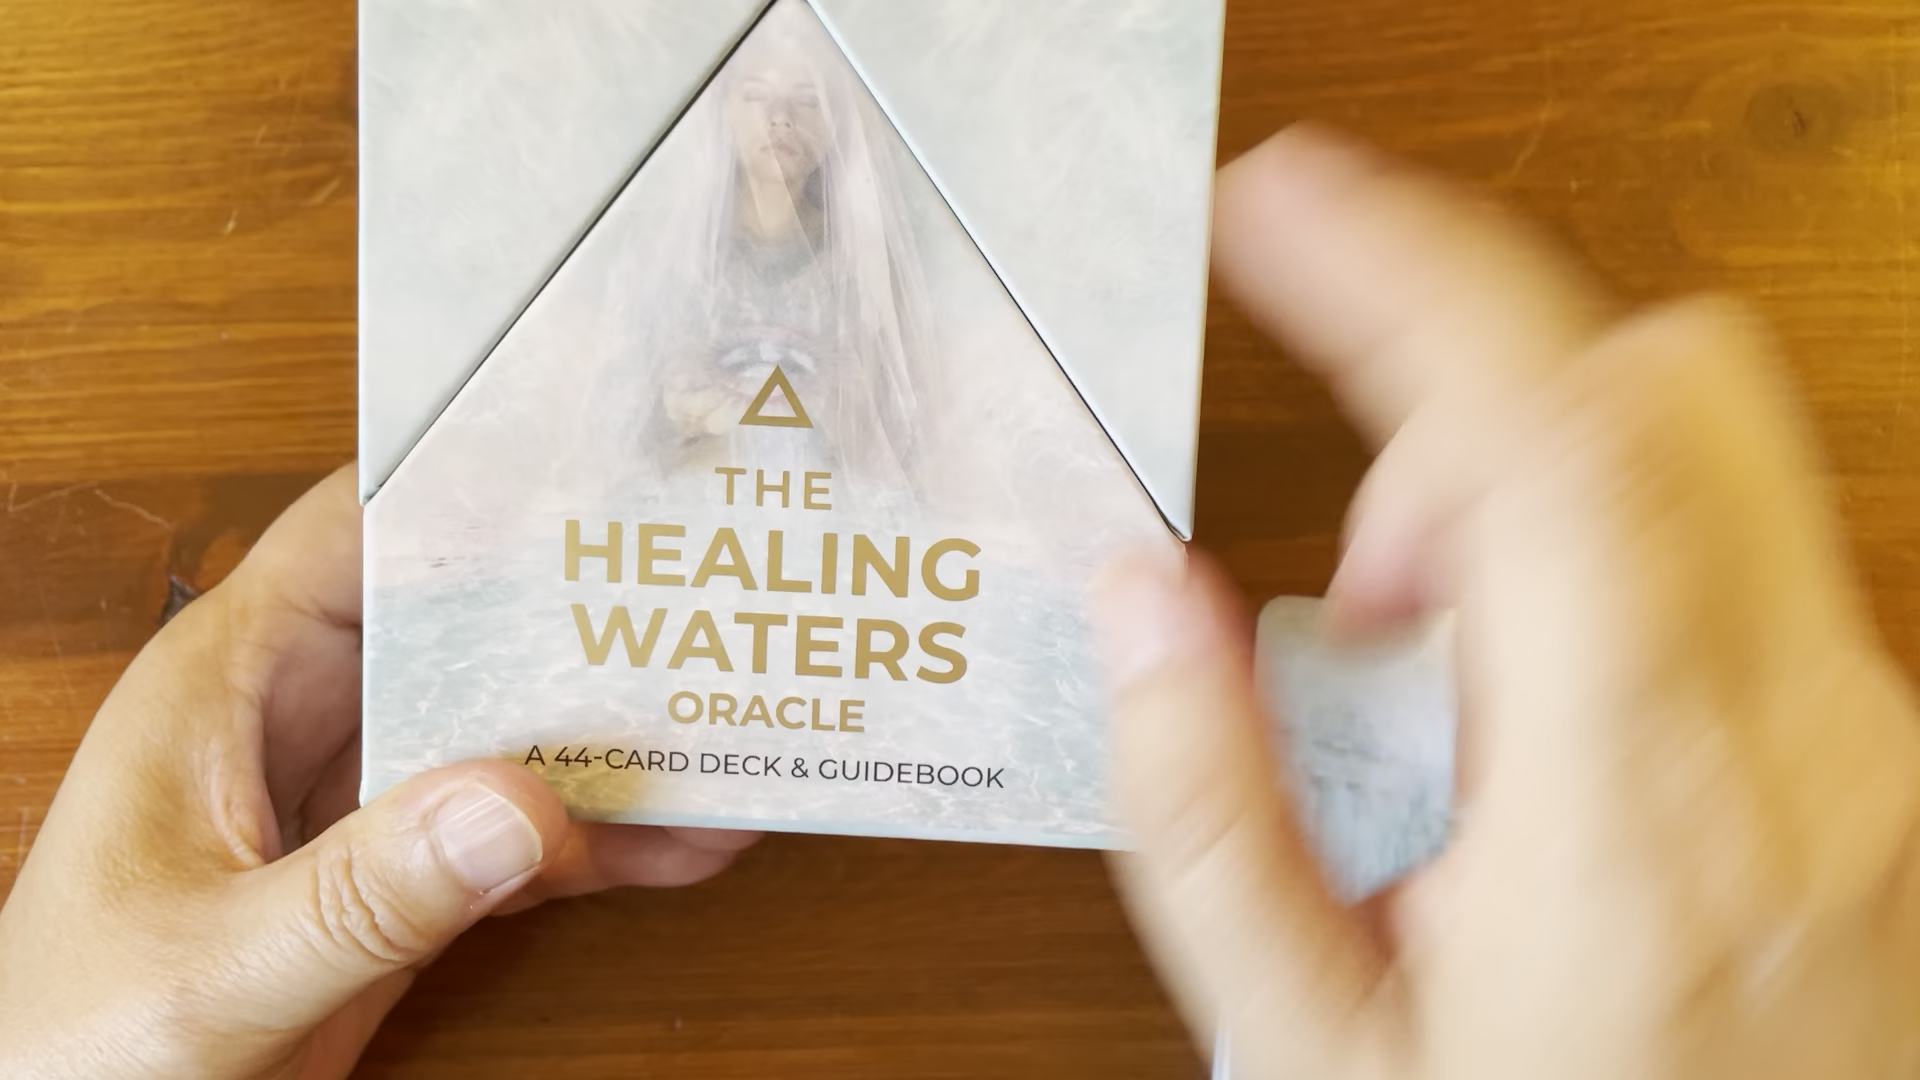 THE
HEALING
WATERS
ORACLE
A 44-CARD DECK & GUIDEBOOK